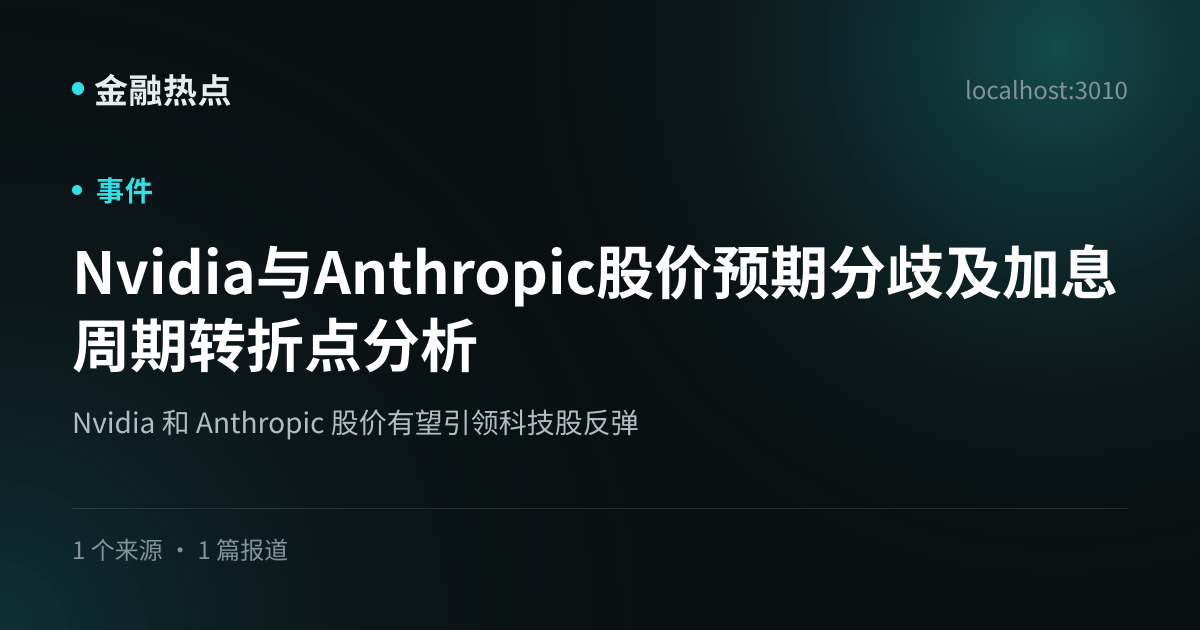 金融热点
localhost:3010
事件
Nvidia与Anthropic股价预期分歧及加息
周期转折点分析
Nvidia 和 Anthropic 股价有望引领科技股反弹
1 个来源 · 1 篇报道